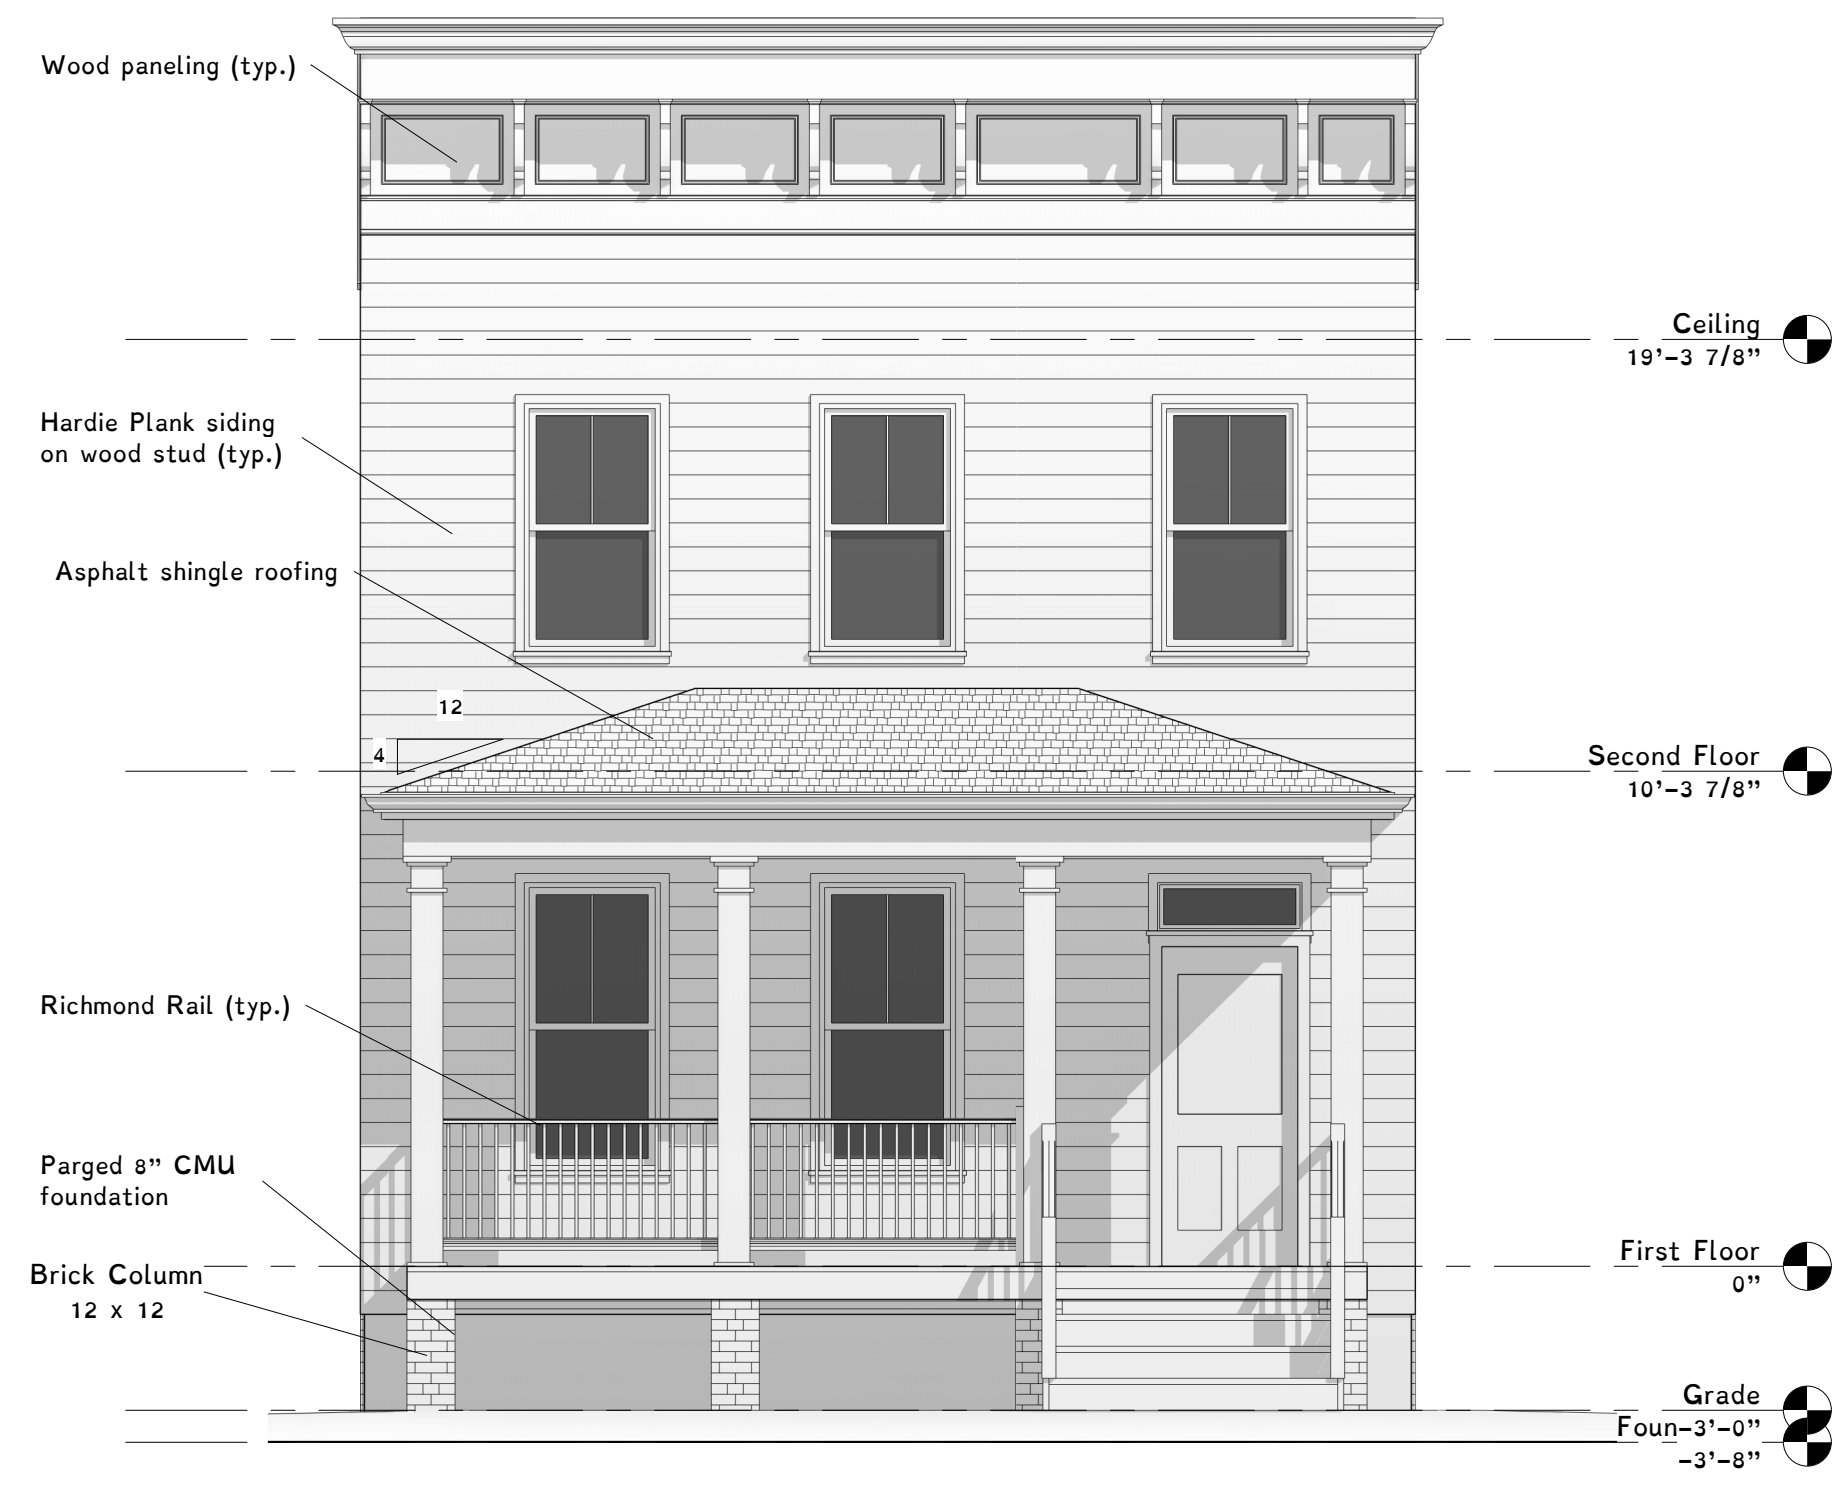 Wood paneling (typ.)
Ceiling
19'-3 7/8"
Hardie Plank siding
on wood stud (typ.)
Asphalt shingle roofing
12
4
Second Floor
10'-3 7/8"
Richmond Rail (typ.)
Parged 8" CMU
foundation
Brick Column
12 x 12
First Floor
0"
Grade
Foun-3'-0"
-3'-8"